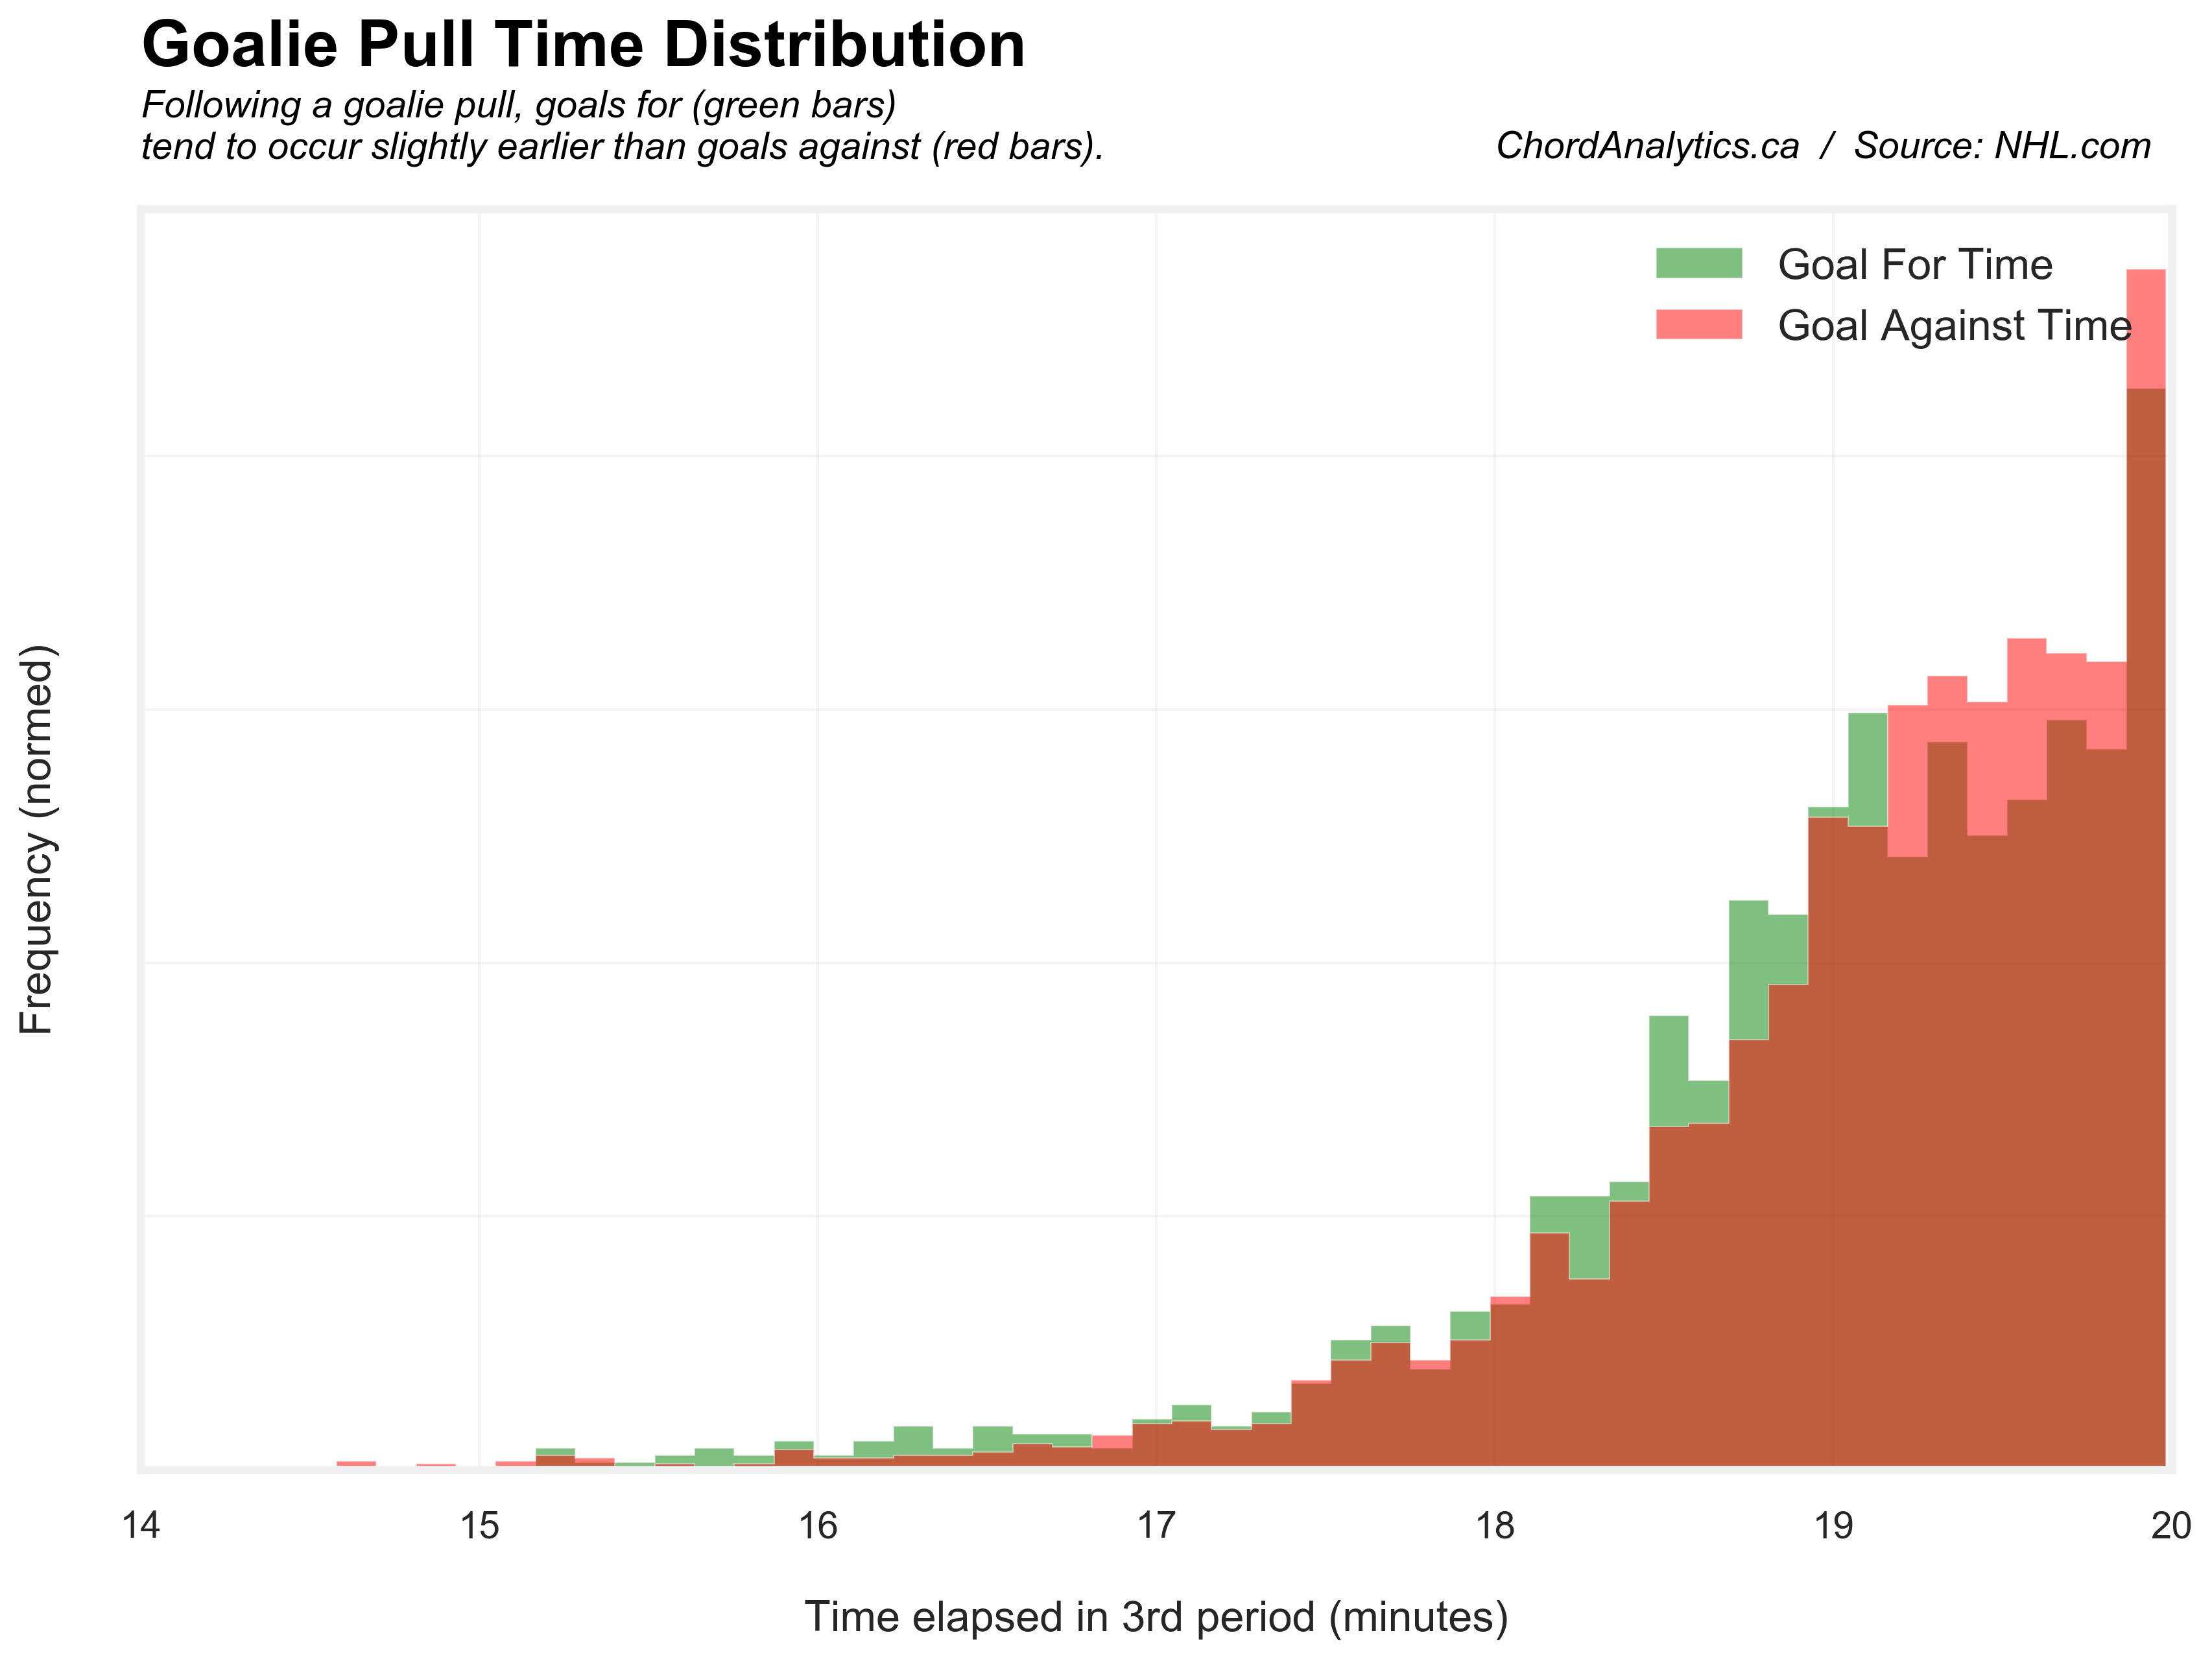 Goalie Pull Time Distribution
Following a goalie pull, goals for (green bars)
tend to occur slightly earlier than goals against (red bars).
ChordAnalytics.ca / Source: NHL.com
Goal For Time
Goal Against Time
Frequency (normed)
14 15 16 17 18 19 20
Time elapsed in 3rd period (minutes)